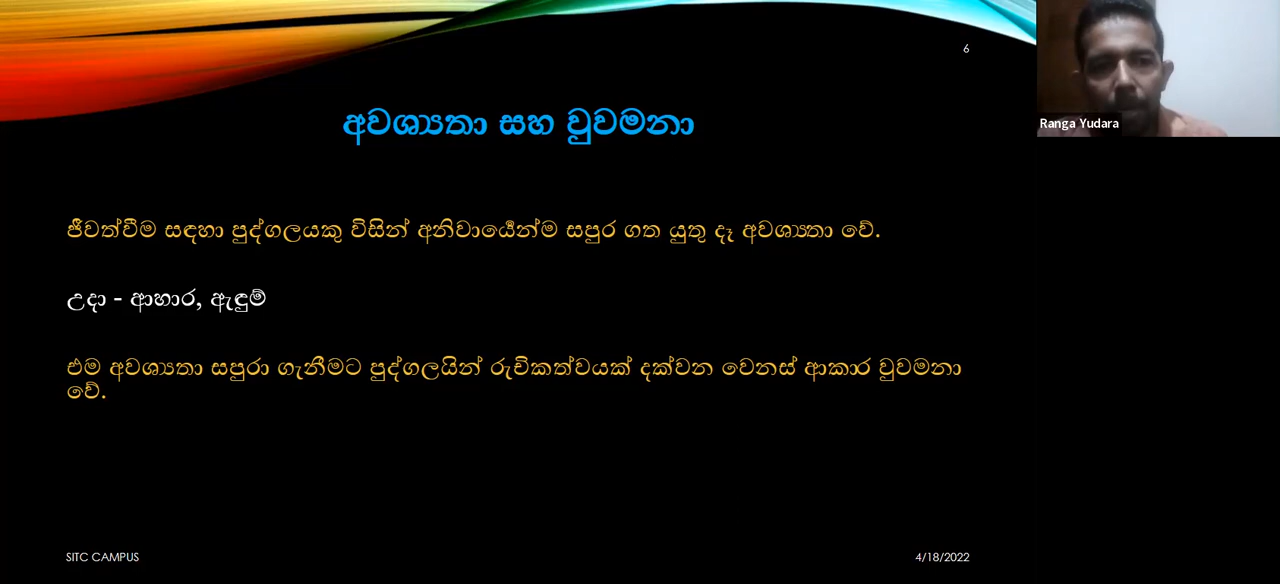 6
Ranga Yudara
අවශ්‍යතා සහ වුවමනා
ජීවත්වීම සඳහා පුද්ගලයකු විසින් අනිවාර්‍යෙන්ම සපුර ගත යුතු දෑ අවශ්‍යතා වේ.
උදා - ආහාර, ඇඳුම්
එම අවශ්‍යතා සපුරා ගැනීමට පුද්ගලයින් රුචිකත්වයක් දක්වන වෙනස් ආකාර වුවමනා
වේ.
SITC CAMPUS
4/18/2022